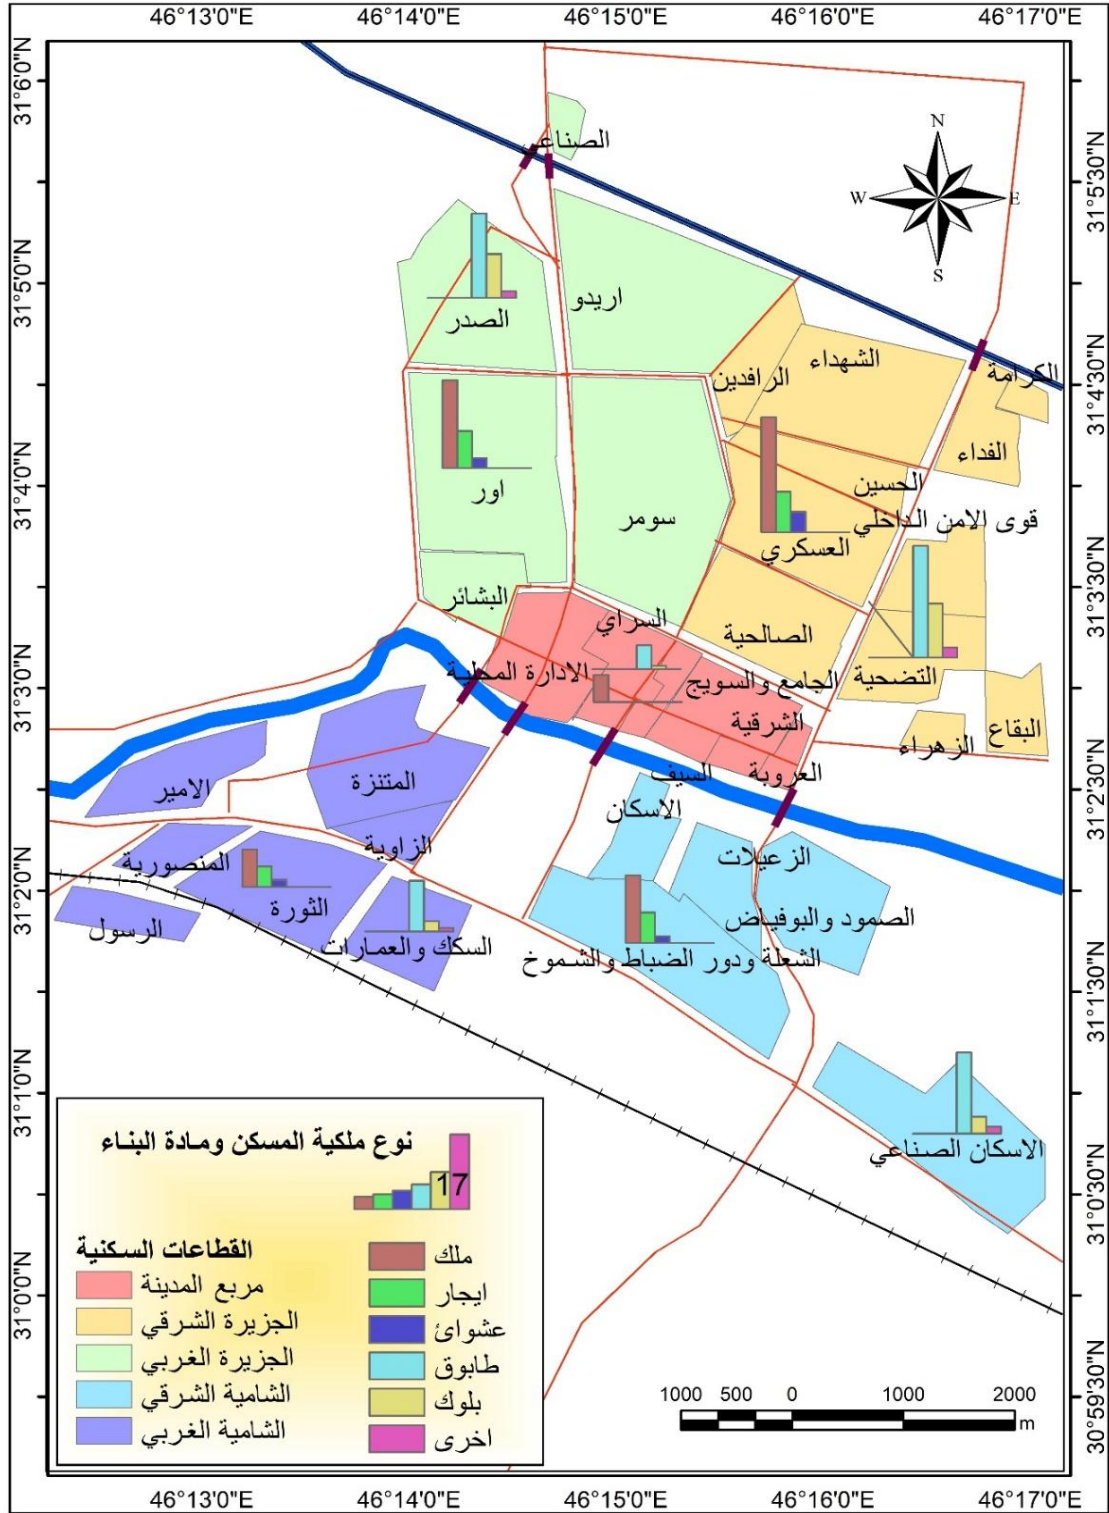 46°13'0"E 46°14'0"E 46°15'0"E 46°16'0"E 46°17'0"E
31°6'0"N
31°5'0"N
31°4'0"N
31°3'0"N
31°2'0"N
31°1'0"N
31°0'0"N
31°5'30"N
31°4'30"N
31°3'30"N
31°2'30"N
31°1'30"N
31°0'30"N
30°59'30"N
N
W E
S
الصناعي
اريدو
الصدر
الشهداء
الرافدين
الكرامة
الفداء
الحسين
اور
سومر
قوى الامن الداخلي
العسكري
البشائر
السراي
الصالحية
الادارة المحلية
الجامع والسويج
التضحية
الشرقية
البقاع
الزهراء
العروبة
السيف
المتنزة
الامير
الاسكان
الزاوية
الزعيلات
المنصورية
الثورة
الرسول
الصمود والبوفياض
السكك والعمارات
الشعلة ودور الضباط والشموخ
الاسكان الصناعي
نوع ملكية المسكن ومادة البناء
17
القطاعات السكنية
مربع المدينة
الجزيرة الشرقي
الجزيرة الغربي
الشامية الشرقي
الشامية الغربي
ملك
ايجار
عشوائ
طابوق
بلوك
اخرى
1000 500 0 1000 2000
m
46°13'0"E 46°14'0"E 46°15'0"E 46°16'0"E 46°17'0"E